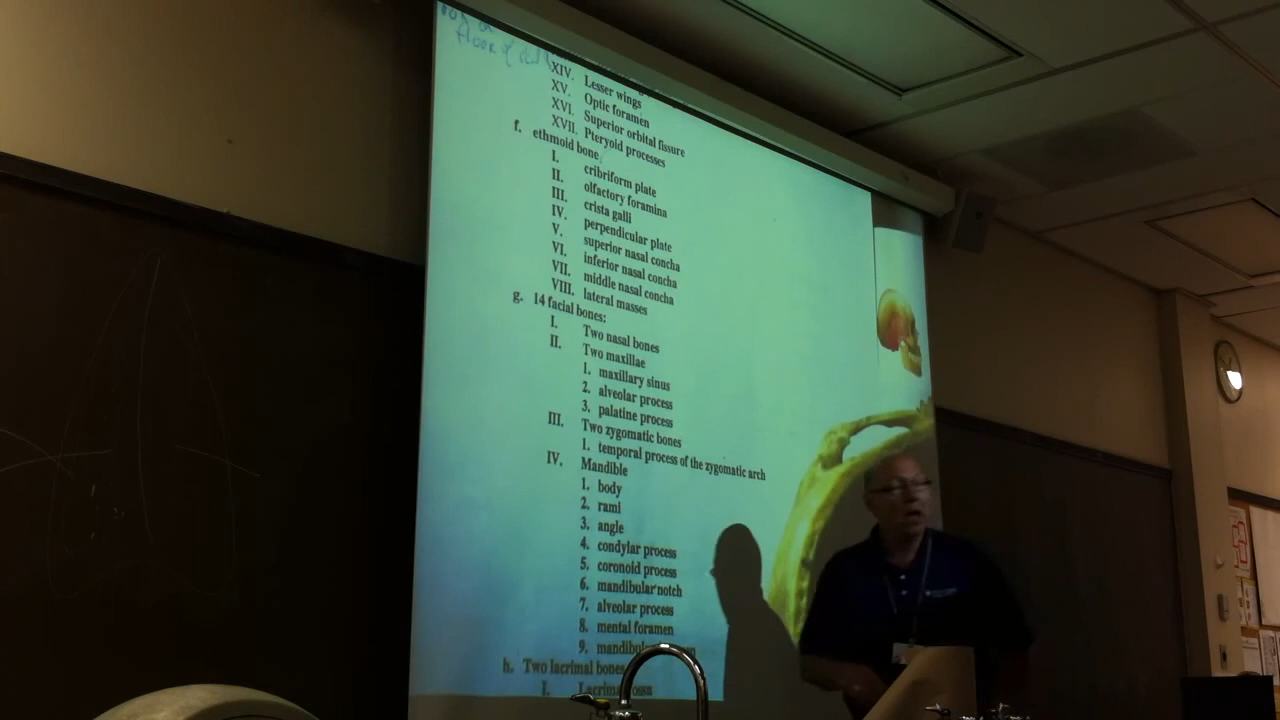 floor of
XIV. Lesser wings
XV. Optic foramen
XVI. Superior orbital fissure
XVII. Pteryoid processes
f. ethmoid bone
I. cribriform plate
II. olfactory foramina
III. crista galli
IV. perpendicular plate
V. superior nasal concha
VI. inferior nasal concha
VII. middle nasal concha
VIII. lateral masses
g. 14 facial bones:
I. Two nasal bones
II. Two maxillae
1. maxillary sinus
2. alveolar process
3. palatine process
III. Two zygomatic bones
1. temporal process of the zygomatic arch
IV. Mandible
1. body
2. rami
3. angle
4. condylar process
5. coronoid process
6. mandibular notch
7. alveolar process
8. mental foramen
9.
h. Two lacrimal bones
I.